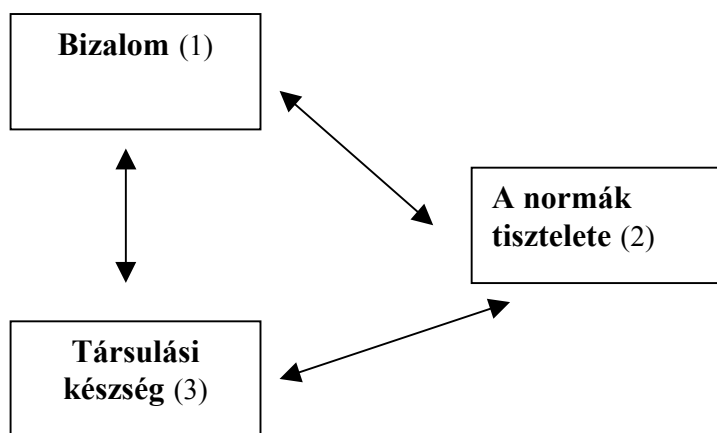 Bizalom (1)
A normák
tisztelete (2)
Társulási
készség (3)